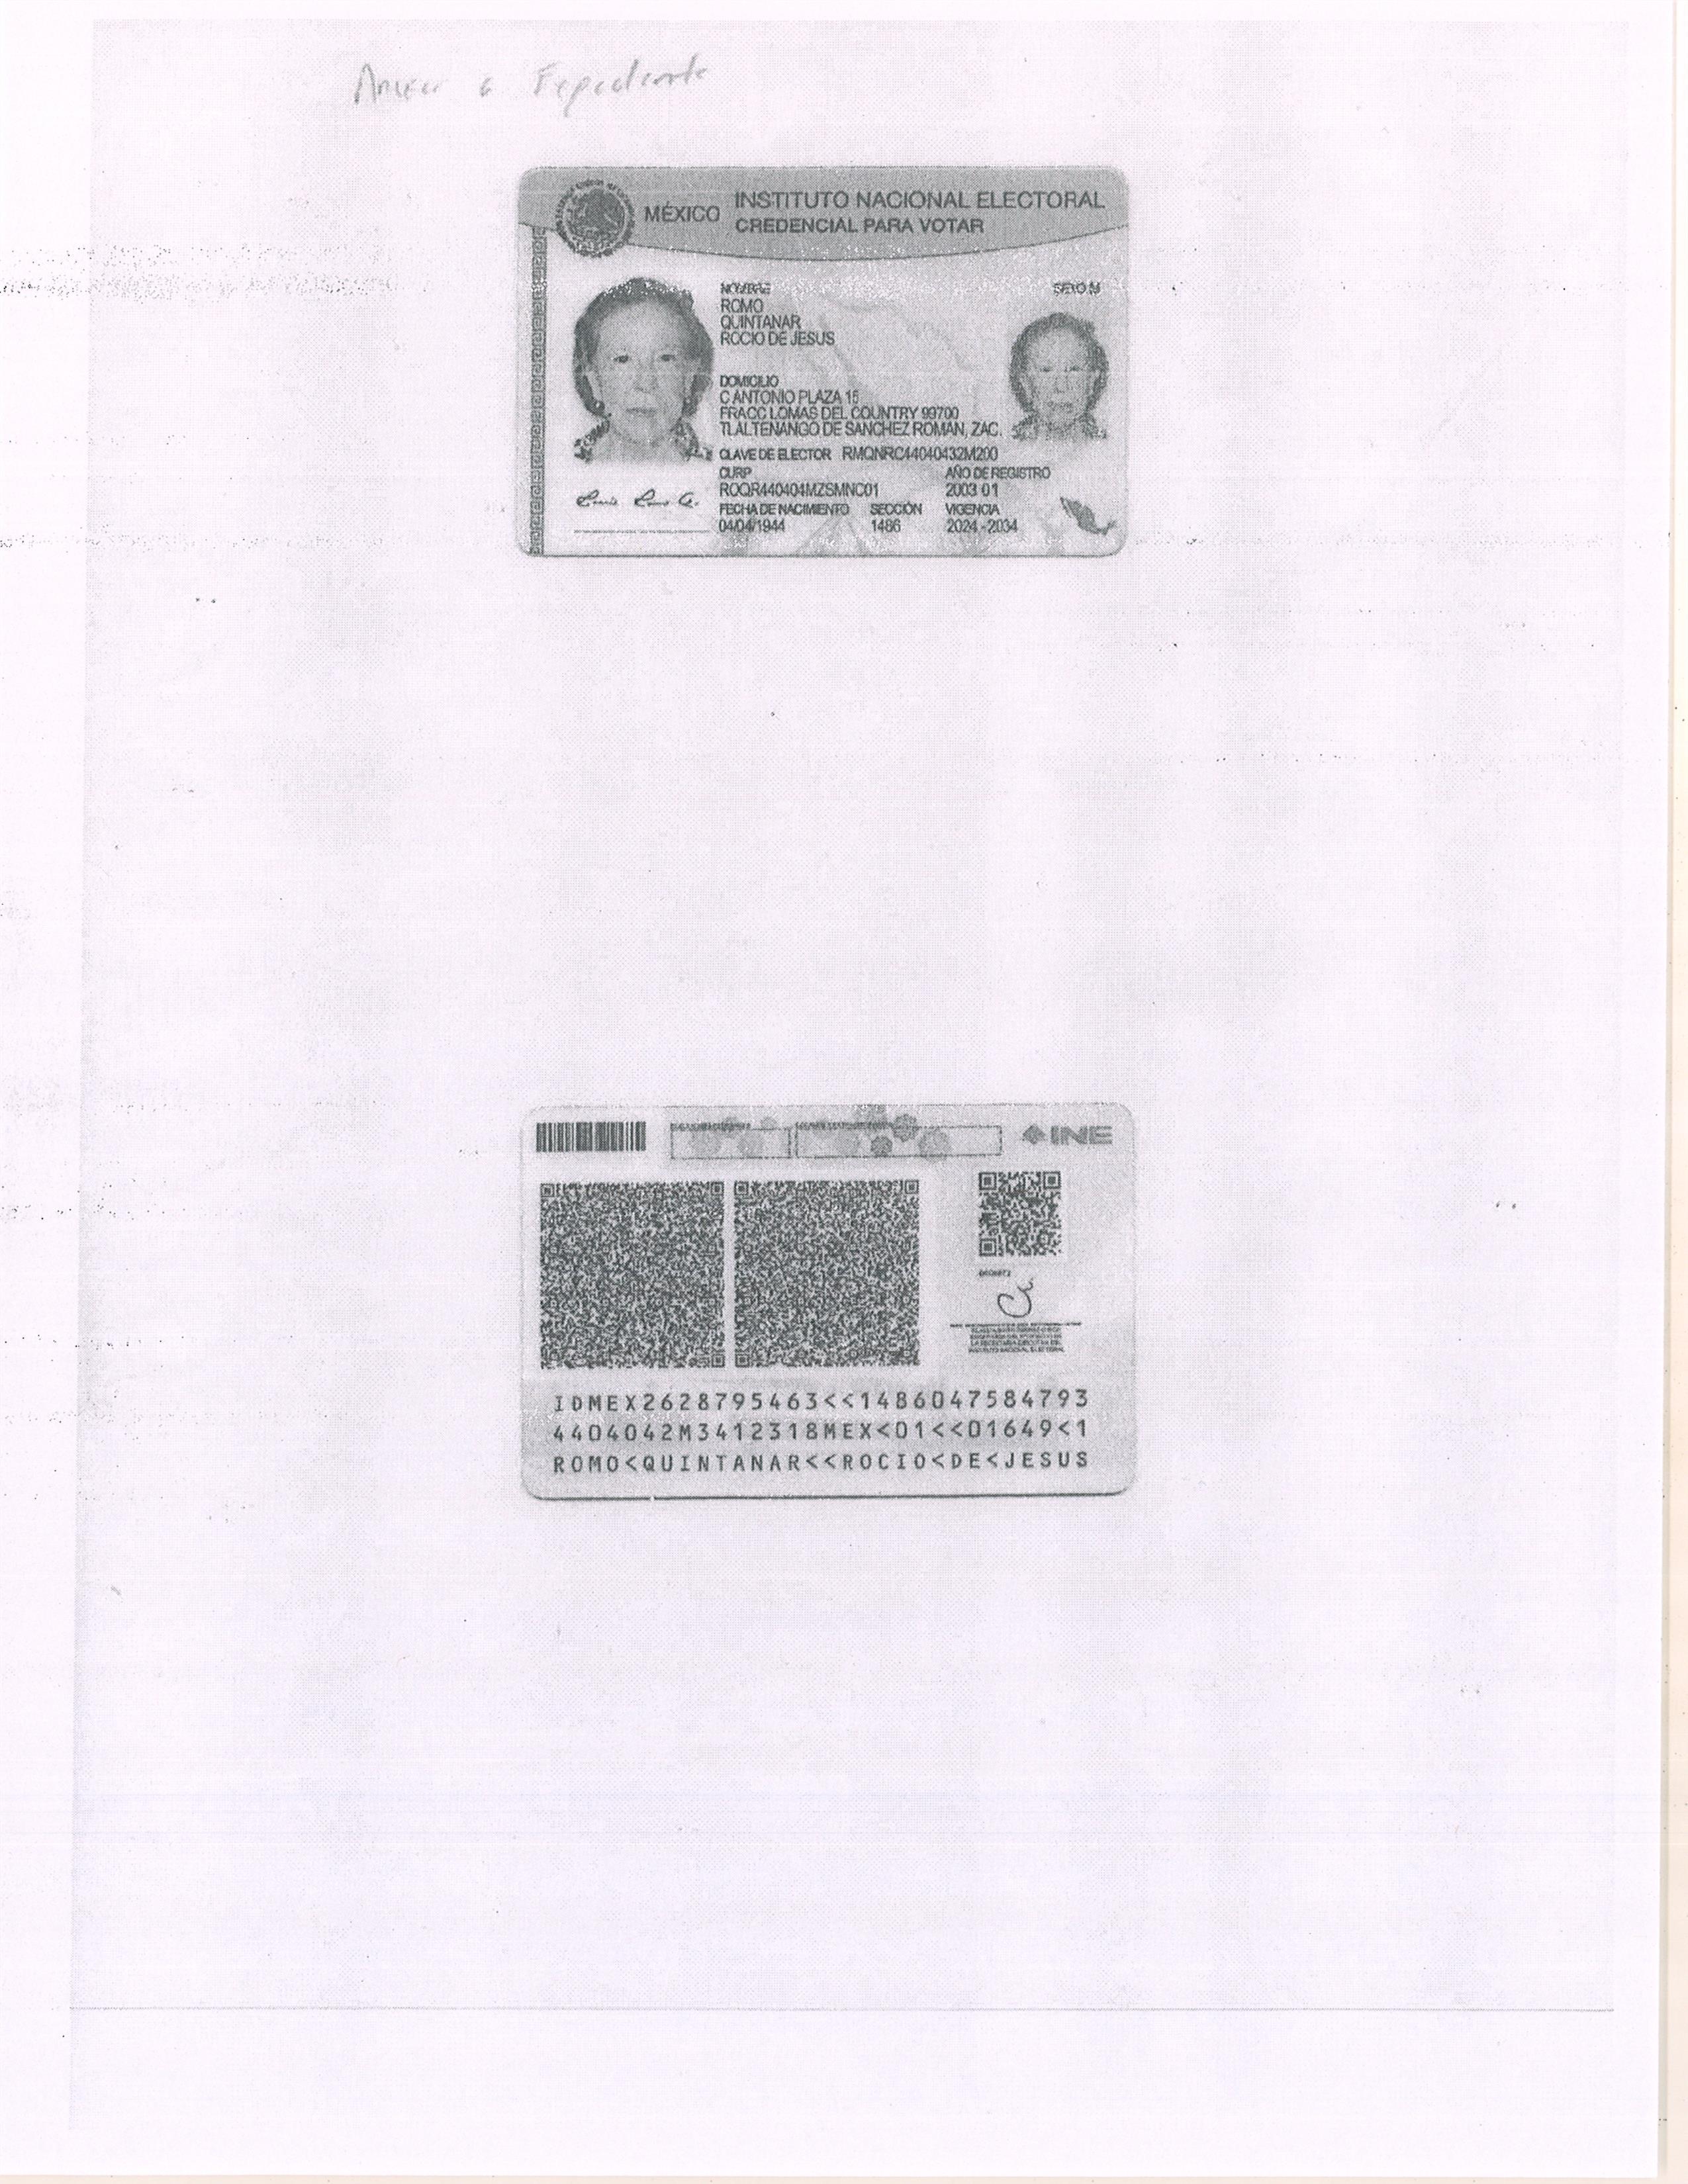 Anexar a Expediente
MÉXICO INSTITUTO NACIONAL ELECTORAL
CREDENCIAL PARA VOTAR
NOMBRE SEXO M
ROMO
QUINTANAR
ROCIO DE JESUS
DOMICILIO
C ANTONIO PLAZA 15
FRACC LOMAS DEL COUNTRY 99700
TLALTENANGO DE SANCHEZ ROMAN, ZAC.
CLAVE DE ELECTOR RMQNRC44040432M200
CURP AÑO DE REGISTRO
ROQR440404MZSMNC01 2003 01
FECHA DE NACIMIENTO SECCIÓN VIGENCIA
04/04/1944 1486 2024 - 2034
INE
IDMEX2628795463<<1486047584793
4404042M3412318MEX<01<<01649<1
ROMO<QUINTANAR<<ROCIO<DE<JESUS